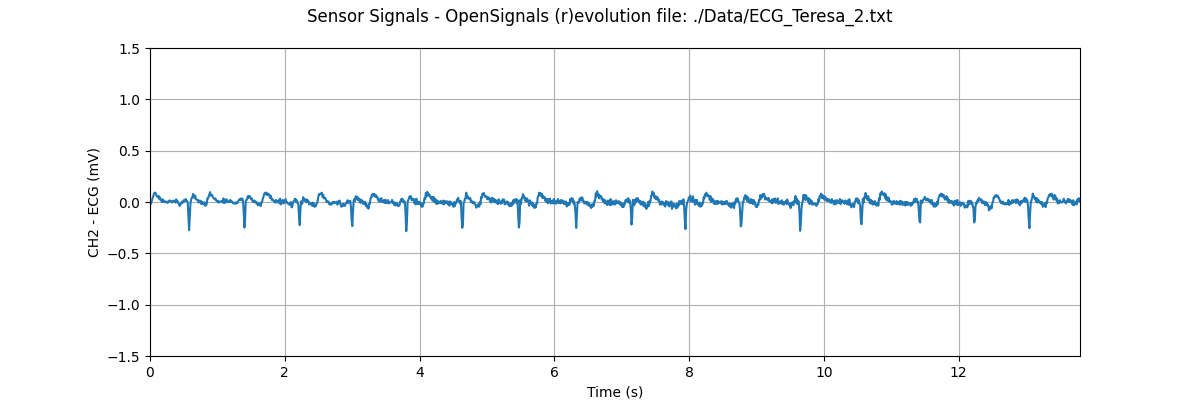 Sensor Signals - OpenSignals (r)evolution file: ./Data/ECG_Teresa_2.txt
1.5
1.0
0.5
0.0
−0.5
−1.0
−1.5
CH2 - ECG (mV)
0 2 4 6 8 10 12
Time (s)